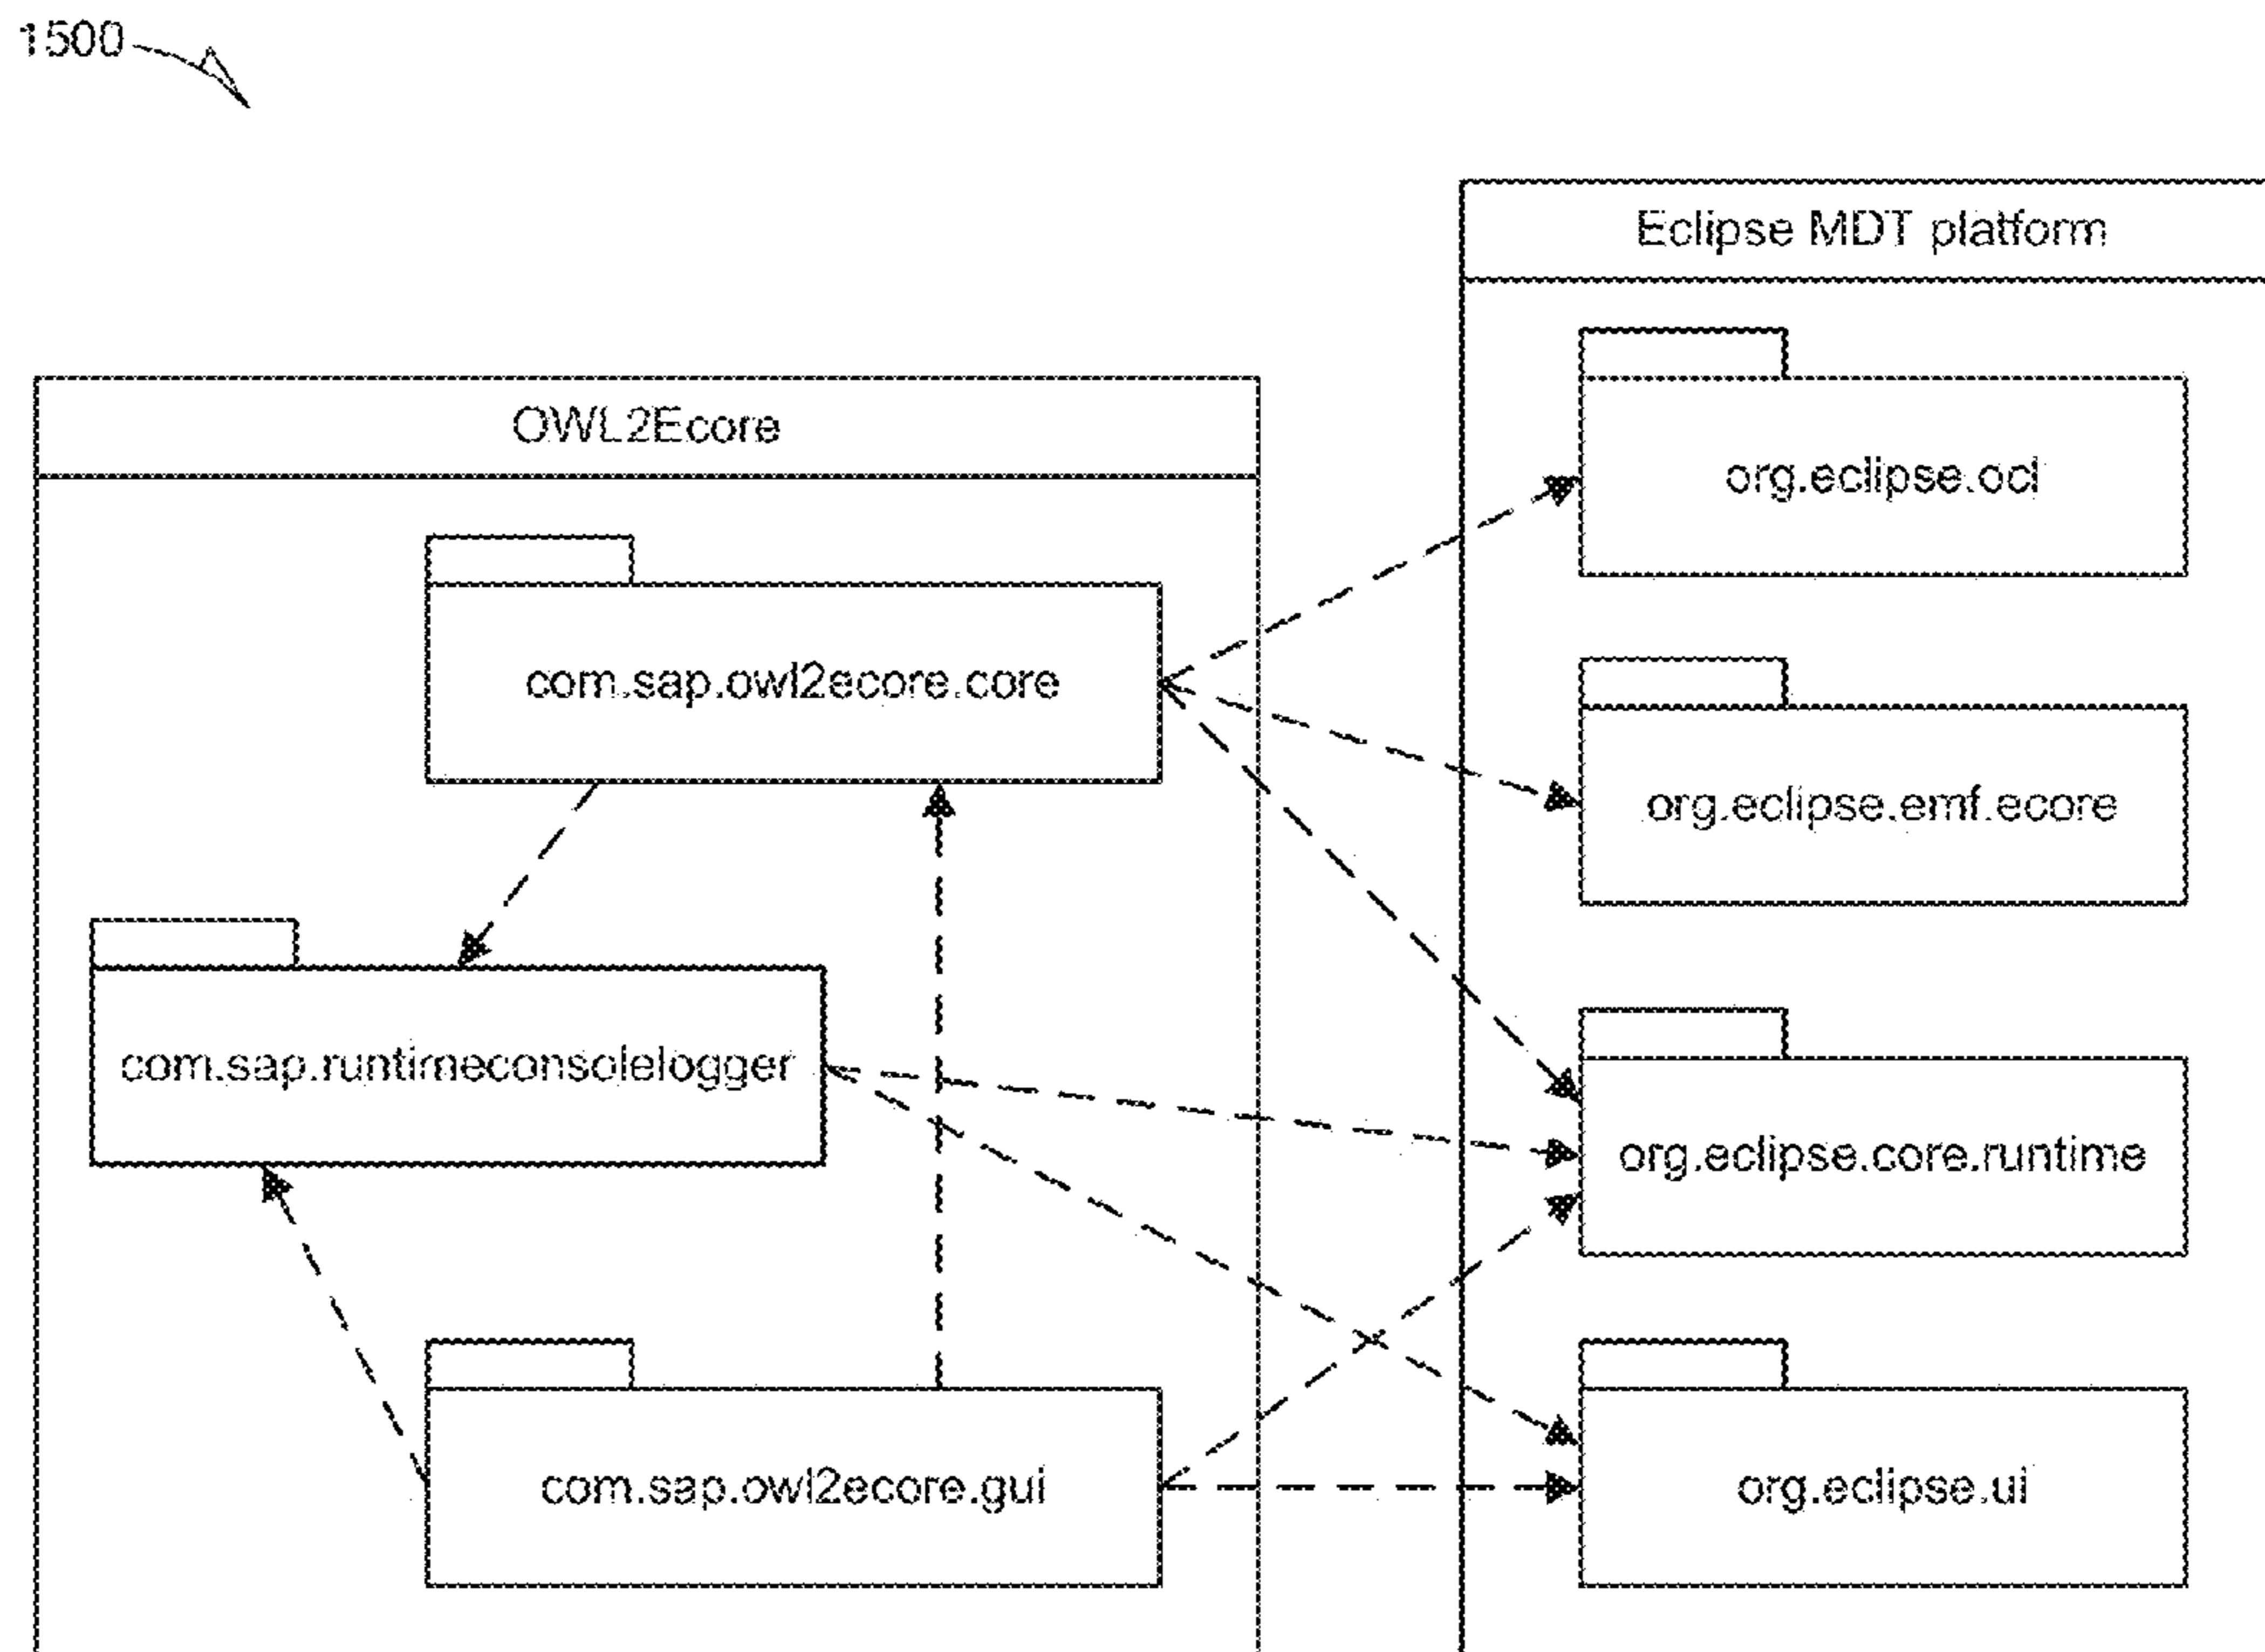 1500
Eclipse MDT platform
OWL2Ecore
org.eclipse.ocl
com.sap.owl2ecore.core
org.eclipse.emf.ecore
com.sap.runtimeconsolelogger
org.eclipse.core.runtime
com.sap.owl2ecore.gui
org.eclipse.ui